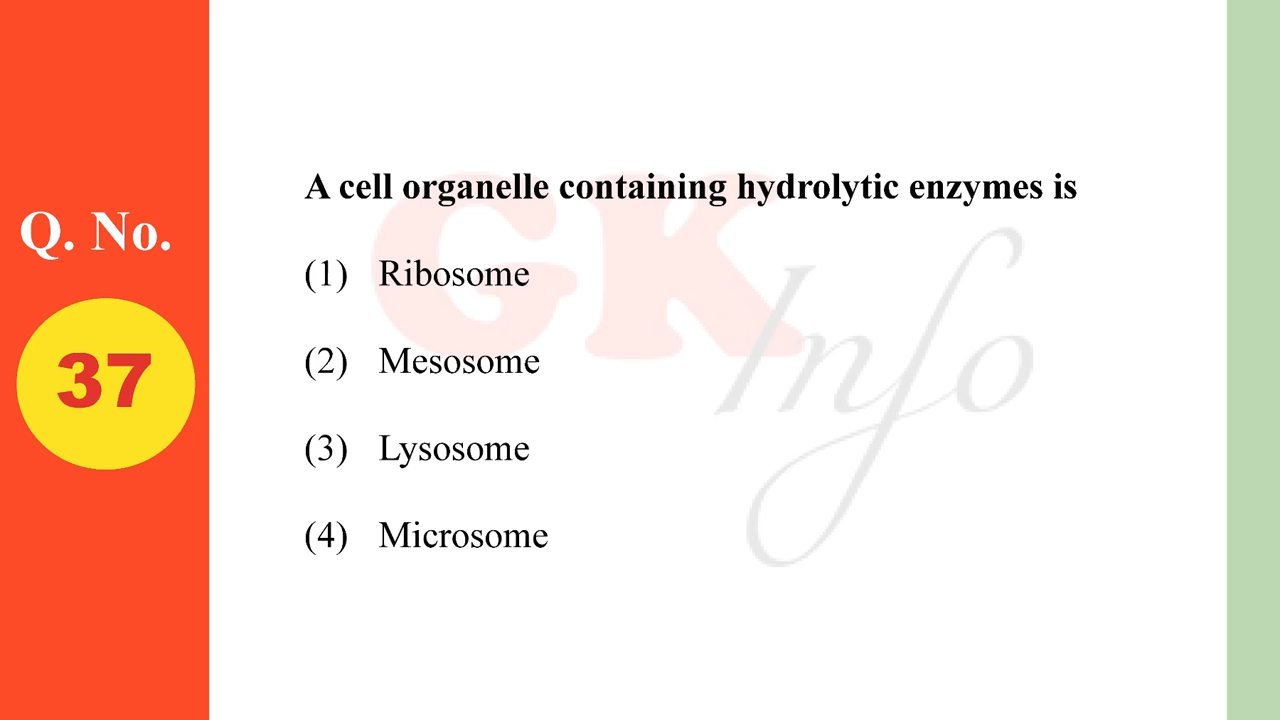 Q. No.
37
A cell organelle containing hydrolytic enzymes is
(1) Ribosome
(2) Mesosome
(3) Lysosome
(4) Microsome
GK
Info